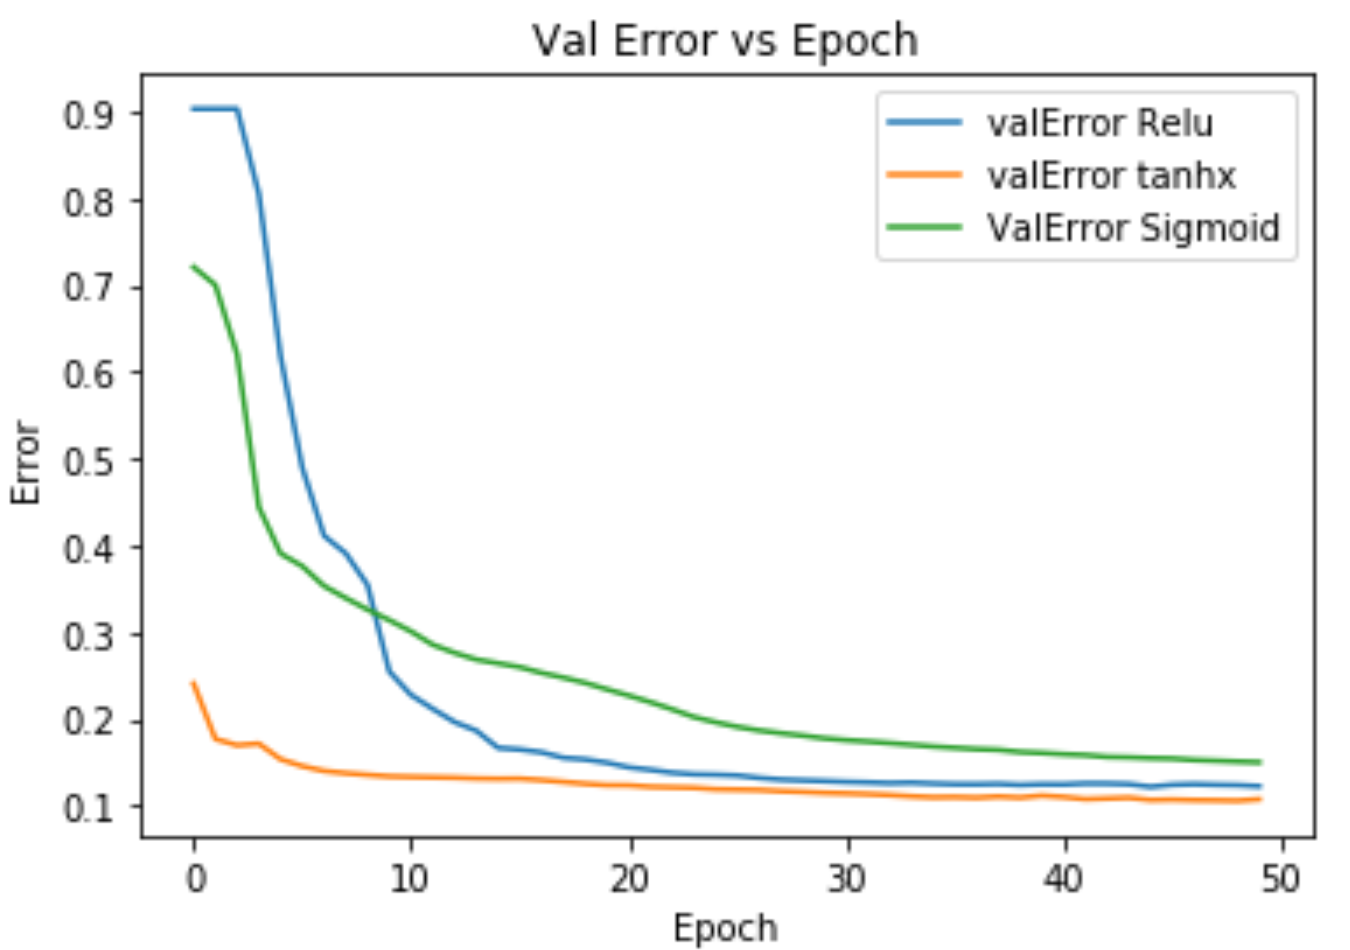 Val Error vs Epoch
valError Relu
valError tanhx
ValError Sigmoid
0.9
0.8
0.7
0.6
0.5
0.4
0.3
0.2
0.1
Error
0 10 20 30 40 50
Epoch